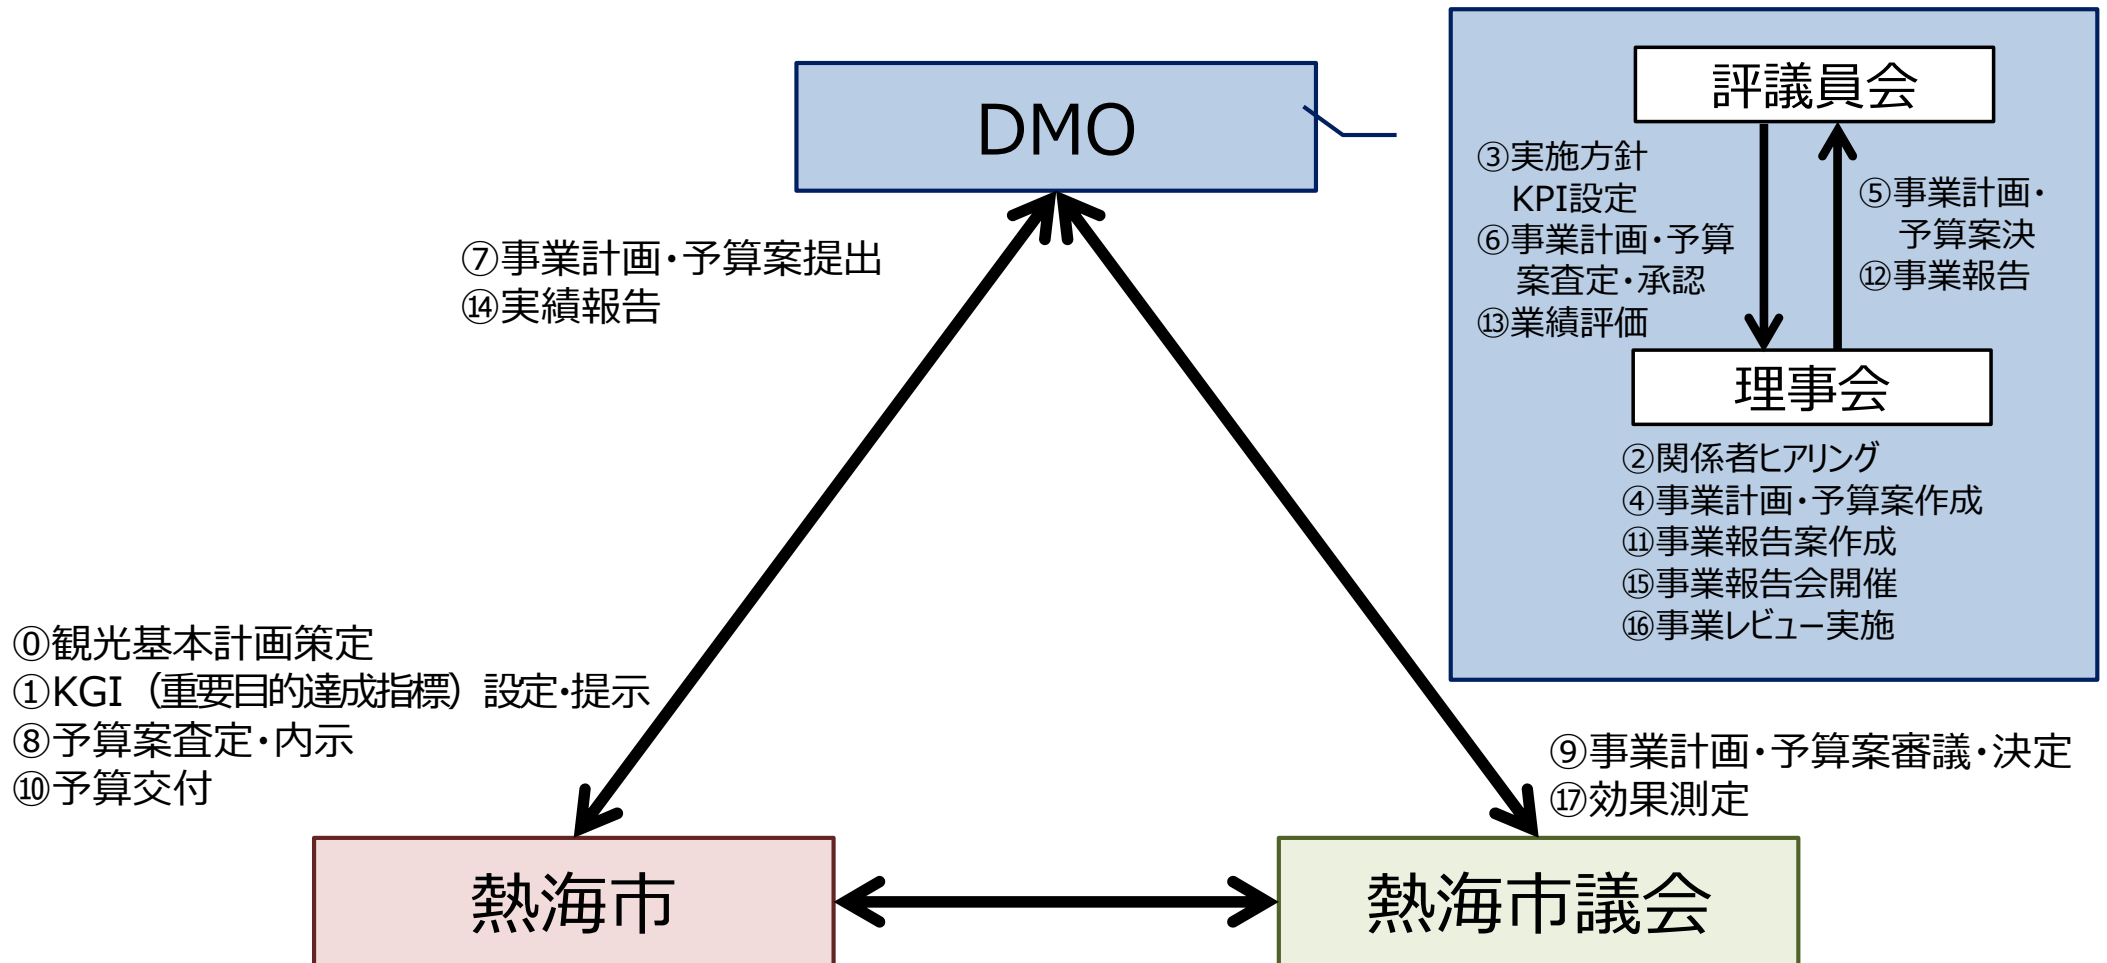 DMO
⑦事業計画・予算案提出
⑭実績報告
評議員会
③実施方針
KPI設定
⑥事業計画・予算
案査定・承認
⑬業績評価
⑤事業計画・
予算案決
⑫事業報告
理事会
②関係者ヒアリング
④事業計画・予算案作成
⑪事業報告案作成
⑮事業報告会開催
⑯事業レビュー実施
⓪観光基本計画策定
①KGI（重要目的達成指標）設定・提示
⑧予算案査定・内示
⑩予算交付
⑨事業計画・予算案審議・決定
⑰効果測定
熱海市
熱海市議会